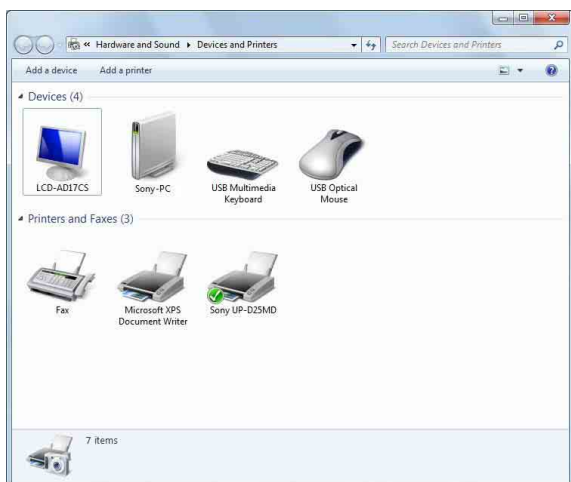 « Hardware and Sound ▸ Devices and Printers
Search Devices and Printers
Add a device Add a printer
Devices (4)
LCD-AD17CS
Sony-PC
USB Multimedia
Keyboard
USB Optical
Mouse
Printers and Faxes (3)
Fax
Microsoft XPS
Document Writer
Sony UP-D25MD
7 items